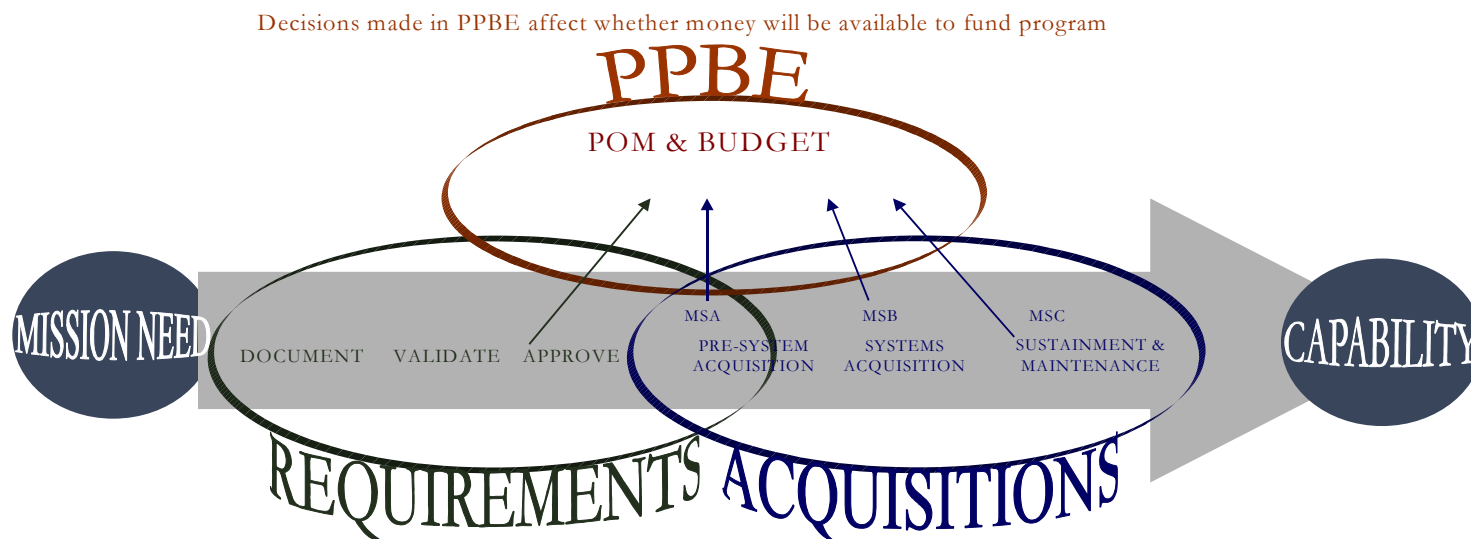 Decisions made in PPBE affect whether money will be available to fund program
PPBE
POM & BUDGET
MISSION NEED
DOCUMENT
VALIDATE
APPROVE
MSA
PRE-SYSTEM
ACQUISITION
MSB
SYSTEMS
ACQUISITION
MSC
SUSTAINMENT &
MAINTENANCE
CAPABILITY
REQUIREMENTS
ACQUISITIONS